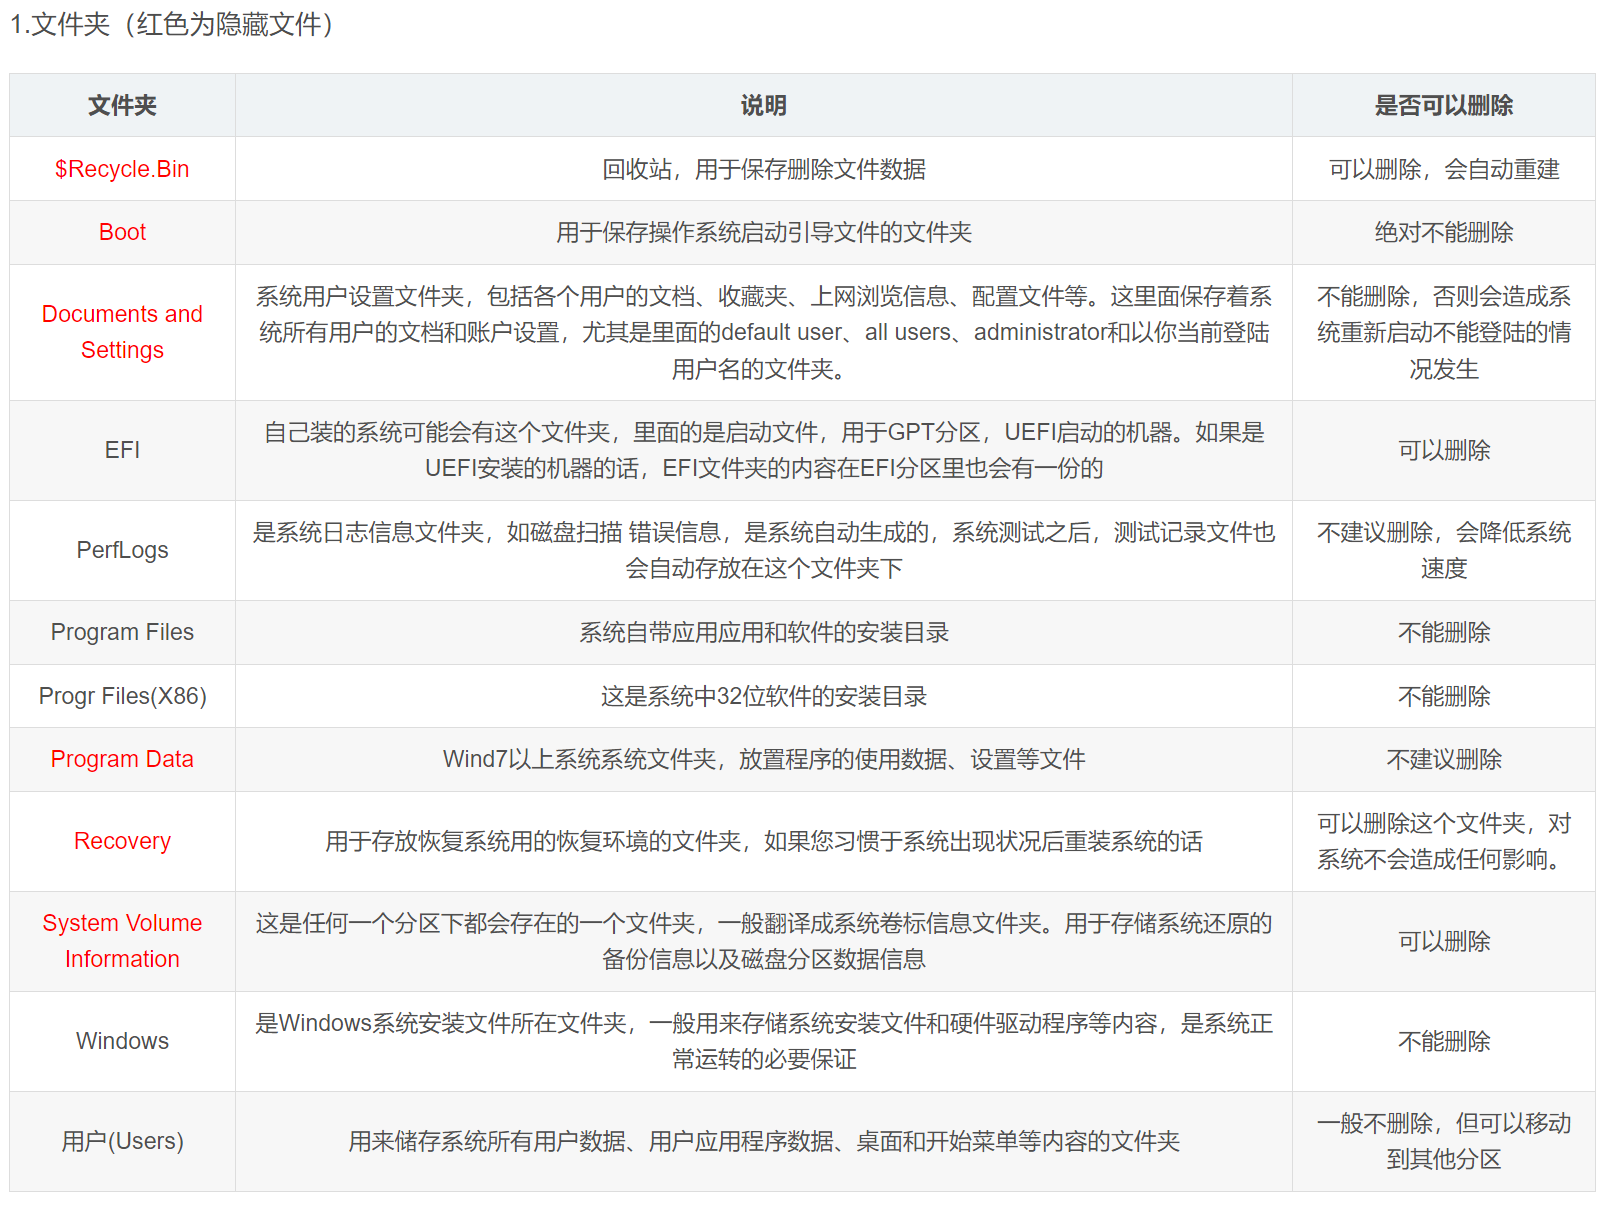 1.文件夹（红色为隐藏文件）
文件夹
说明
是否可以删除
$Recycle.Bin
回收站，用于保存删除文件数据
可以删除，会自动重建
Boot
用于保存操作系统启动引导文件的文件夹
绝对不能删除
Documents and
Settings
系统用户设置文件夹，包括各个用户的文档、收藏夹、上网浏览信息、配置文件等。这里面保存着系
统所有用户的文档和账户设置，尤其是里面的default user、all users、administrator和以你当前登陆
用户名的文件夹。
不能删除，否则会造成系
统重新启动不能登陆的情
况发生
EFI
自己装的系统可能会有这个文件夹，里面的是启动文件，用于GPT分区，UEFI启动的机器。如果是
UEFI安装的机器的话，EFI文件夹的内容在EFI分区里也会有一份的
可以删除
PerfLogs
是系统日志信息文件夹，如磁盘扫描 错误信息，是系统自动生成的，系统测试之后，测试记录文件也
会自动存放在这个文件夹下
不建议删除，会降低系统
速度
Program Files
系统自带应用应用和软件的安装目录
不能删除
Progr Files(X86)
这是系统中32位软件的安装目录
不能删除
Program Data
Wind7以上系统系统文件夹，放置程序的使用数据、设置等文件
不建议删除
Recovery
用于存放恢复系统用的恢复环境的文件夹，如果您习惯于系统出现状况后重装系统的话
可以删除这个文件夹，对
系统不会造成任何影响。
System Volume
Information
这是任何一个分区下都会存在的一个文件夹，一般翻译成系统卷标信息文件夹。用于存储系统还原的
备份信息以及磁盘分区数据信息
可以删除
Windows
是Windows系统安装文件所在文件夹，一般用来存储系统安装文件和硬件驱动程序等内容，是系统正
常运转的必要保证
不能删除
用户(Users)
用来储存系统所有用户数据、用户应用程序数据、桌面和开始菜单等内容的文件夹
一般不删除，但可以移动
到其他分区